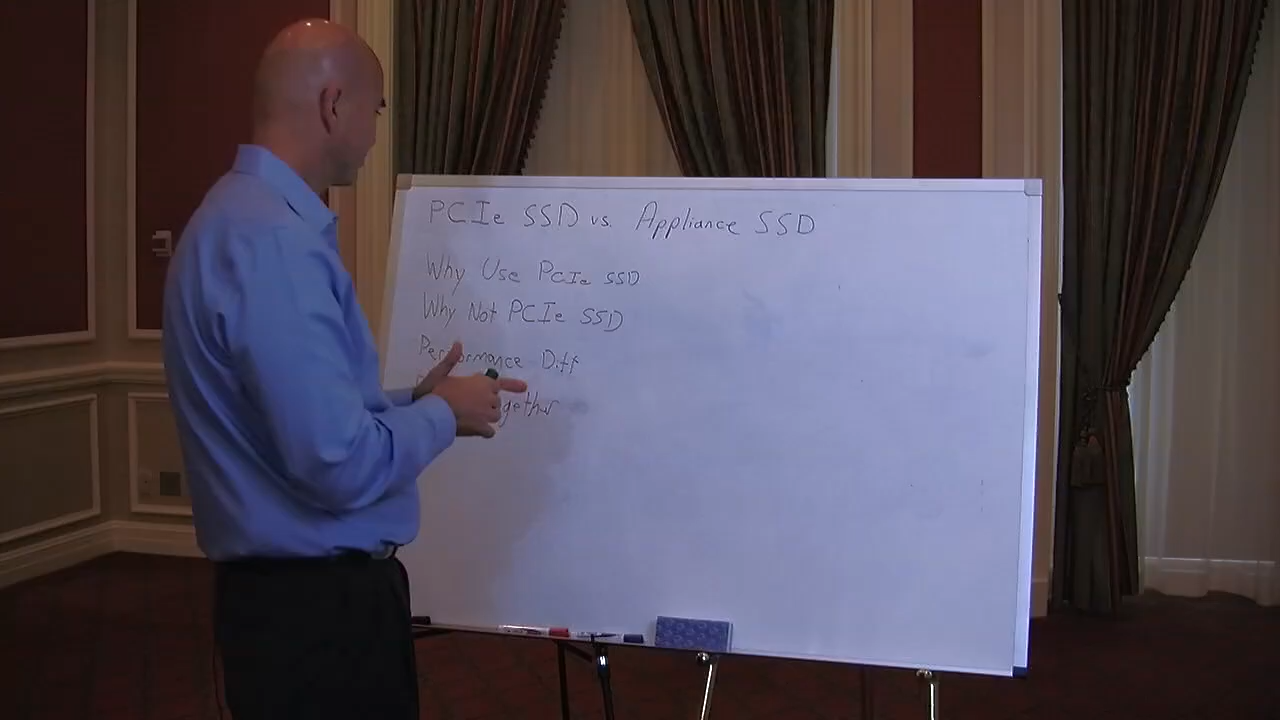 PCIe SSD vs. Appliance SSD
Why Use PCIe SSD
Why Not PCIe SSD
Performance Diff